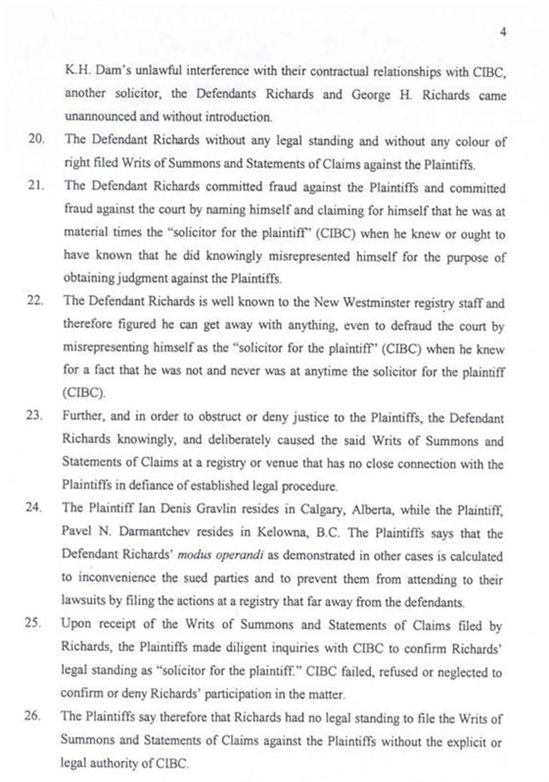 4
K.H. Dam's unlawful interference with their contractual relationships with CIBC,
another solicitor, the Defendants Richards and George H. Richards came
unannounced and without introduction.
20. The Defendant Richards without any legal standing and without any colour of
right filed Writs of Summons and Statements of Claims against the Plaintiffs.
21. The Defendant Richards committed fraud against the Plaintiffs and committed
fraud against the court by naming himself and claiming for himself that he was at
material times the “solicitor for the plaintiff” (CIBC) when he knew or ought to
have known that he did knowingly misrepresented himself for the purpose of
obtaining judgment against the Plaintiffs.
22. The Defendant Richards is well known to the New Westminster registry staff and
therefore figured he can get away with anything, even to defraud the court by
misrepresenting himself as the “solicitor for the plaintiff” (CIBC) when he knew
for a fact that he was not and never was at anytime the solicitor for the plaintiff
(CIBC).
23. Further, and in order to obstruct or deny justice to the Plaintiffs, the Defendant
Richards knowingly, and deliberately caused the said Writs of Summons and
Statements of Claims at a registry or venue that has no close connection with the
Plaintiffs in defiance of established legal procedure.
24. The Plaintiff Ian Denis Gravlin resides in Calgary, Alberta, while the Plaintiff,
Pavel N. Darmantchev resides in Kelowna, B.C. The Plaintiffs says that the
Defendant Richards’ modus operandi as demonstrated in other cases is calculated
to inconvenience the sued parties and to prevent them from attending to their
lawsuits by filing the actions at a registry that far away from the defendants.
25. Upon receipt of the Writs of Summons and Statements of Claims filed by
Richards, the Plaintiffs made diligent inquiries with CIBC to confirm Richards’
legal standing as “solicitor for the plaintiff.” CIBC failed, refused or neglected to
confirm or deny Richards’ participation in the matter.
26. The Plaintiffs say therefore that Richards had no legal standing to file the Writs of
Summons and Statements of Claims against the Plaintiffs without the explicit or
legal authority of CIBC.